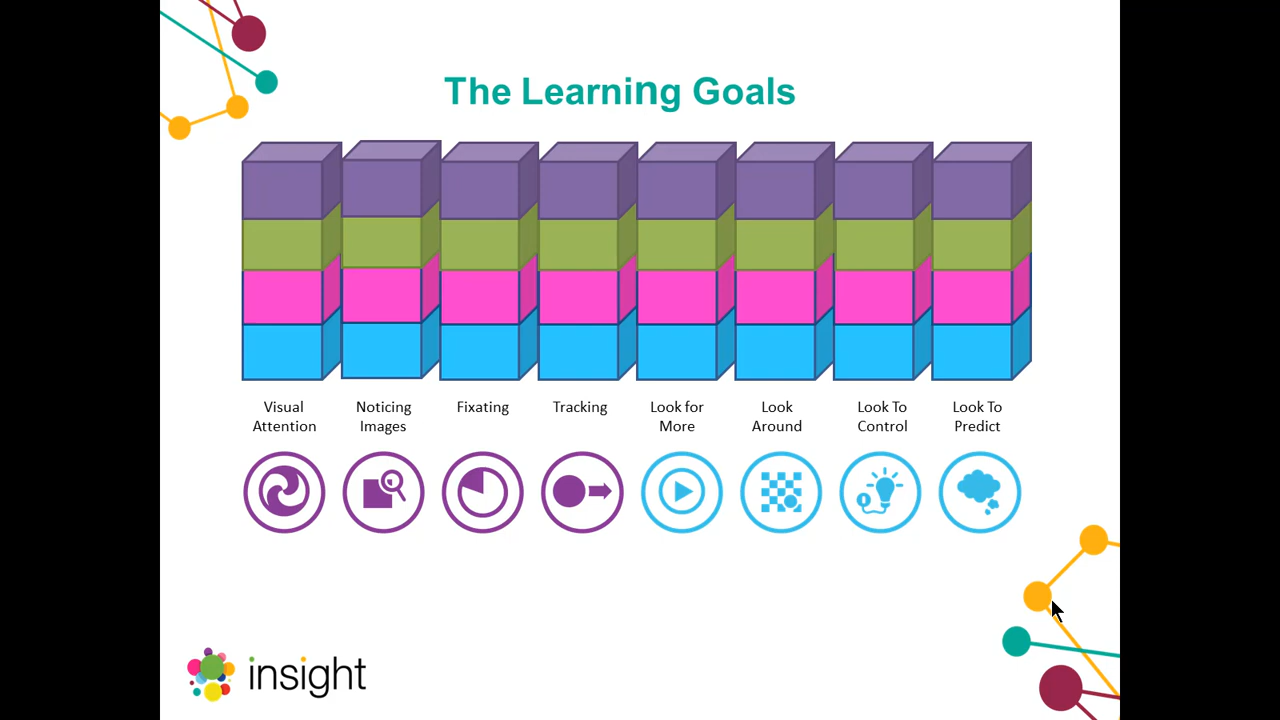 The Learning Goals
Visual
Attention
Noticing
Images
Fixating
Tracking
Look for
More
Look
Around
Look To
Control
Look To
Predict
insight